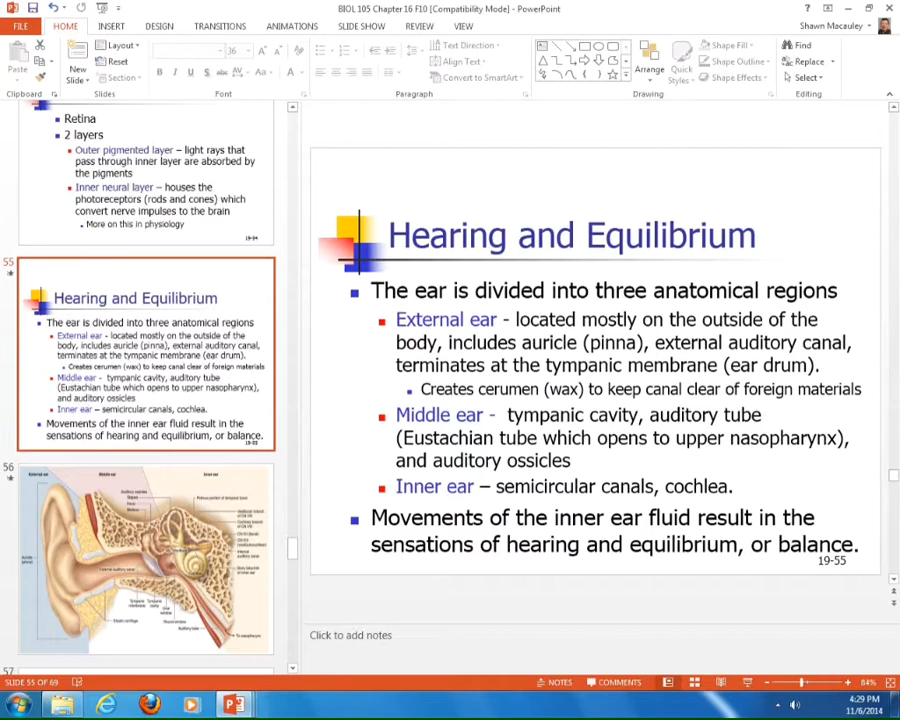 BIOL 105 Chapter 16 F10 [Compatibility Mode] - PowerPoint
FILE HOME INSERT DESIGN TRANSITIONS ANIMATIONS SLIDE SHOW REVIEW VIEW Shawn Macauley
Paste
New Slide
Layout
Reset
Section
36
Text Direction
Align Text
Convert to SmartArt
Arrange
Quick Styles
Shape Fill
Shape Outline
Shape Effects
Find
Replace
Select
Clipboard Slides Font Paragraph Drawing Editing
Retina
2 layers
Outer pigmented layer – light rays that
pass through inner layer are absorbed by
the pigments
Inner neural layer – houses the
photoreceptors (rods and cones) which
convert nerve impulses to the brain
More on this in physiology
19-54
55
Hearing and Equilibrium
The ear is divided into three anatomical regions
External ear - located mostly on the outside of the
body, includes auricle (pinna), external auditory canal,
terminates at the tympanic membrane (ear drum).
Creates cerumen (wax) to keep canal clear of foreign materials
Middle ear - tympanic cavity, auditory tube
(Eustachian tube which opens to upper nasopharynx),
and auditory ossicles
Inner ear – semicircular canals, cochlea.
Movements of the inner ear fluid result in the
sensations of hearing and equilibrium, or balance.
19-55
56
External ear Middle ear Inner ear
57
Hearing and Equilibrium
The ear is divided into three anatomical regions
External ear - located mostly on the outside of the
body, includes auricle (pinna), external auditory canal,
terminates at the tympanic membrane (ear drum).
Creates cerumen (wax) to keep canal clear of foreign materials
Middle ear - tympanic cavity, auditory tube
(Eustachian tube which opens to upper nasopharynx),
and auditory ossicles
Inner ear – semicircular canals, cochlea.
Movements of the inner ear fluid result in the
sensations of hearing and equilibrium, or balance.
19-55
Click to add notes
SLIDE 55 OF 69 NOTES COMMENTS 84%
4:29 PM
11/6/2014